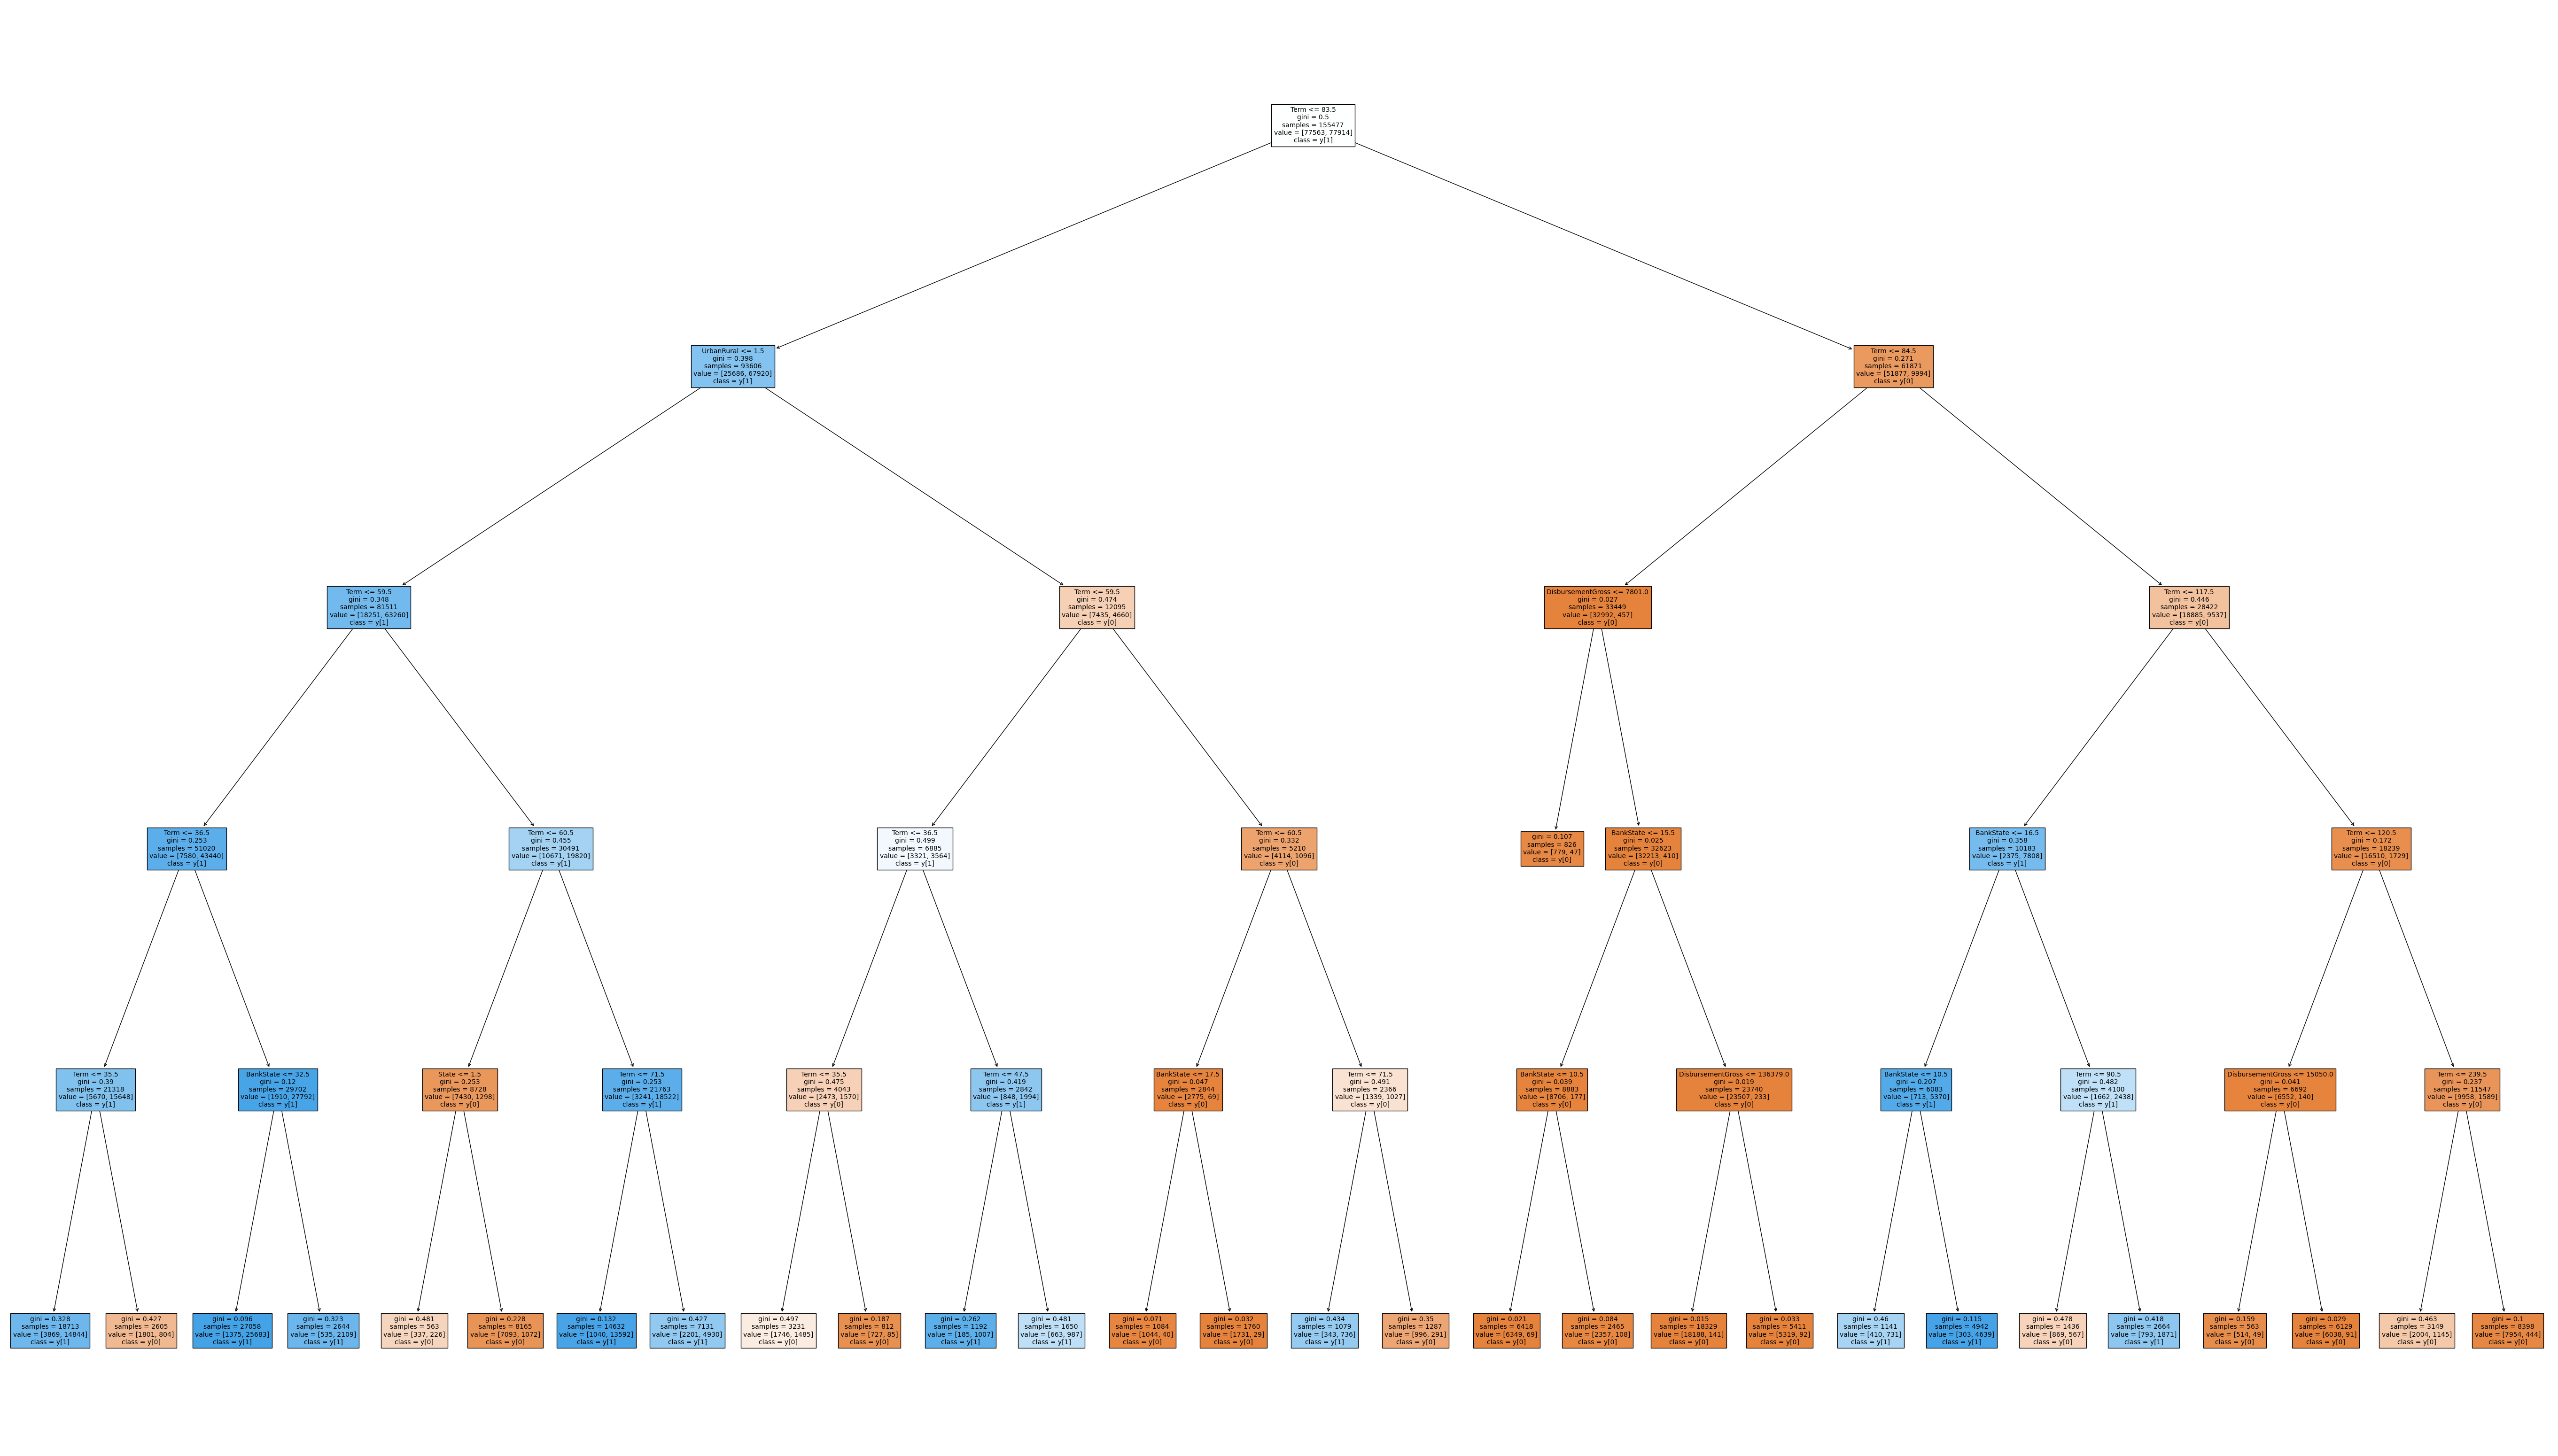 Term <= 83.5
gini = 0.5
samples = 155477
value = [77563, 77914]
class = y[1]
UrbanRural <= 1.5
gini = 0.398
samples = 93606
value = [25686, 67920]
class = y[1]
Term <= 84.5
gini = 0.271
samples = 61871
value = [51877, 9994]
class = y[0]
Term <= 59.5
gini = 0.348
samples = 81511
value = [18251, 63260]
class = y[1]
Term <= 59.5
gini = 0.474
samples = 12095
value = [7435, 4660]
class = y[0]
DisbursementGross <= 7801.0
gini = 0.027
samples = 33449
value = [32992, 457]
class = y[0]
Term <= 117.5
gini = 0.446
samples = 28422
value = [18885, 9537]
class = y[0]
Term <= 36.5
gini = 0.253
samples = 51020
value = [7580, 43440]
class = y[1]
Term <= 60.5
gini = 0.455
samples = 30491
value = [10671, 19820]
class = y[1]
Term <= 36.5
gini = 0.499
samples = 6885
value = [3321, 3564]
class = y[1]
Term <= 60.5
gini = 0.332
samples = 5210
value = [4114, 1096]
class = y[0]
gini = 0.107
samples = 826
value = [779, 47]
class = y[0]
BankState <= 15.5
gini = 0.025
samples = 32623
value = [32213, 410]
class = y[0]
BankState <= 16.5
gini = 0.358
samples = 10183
value = [2375, 7808]
class = y[1]
Term <= 120.5
gini = 0.172
samples = 18239
value = [16510, 1729]
class = y[0]
Term <= 35.5
gini = 0.39
samples = 21318
value = [5670, 15648]
class = y[1]
BankState <= 32.5
gini = 0.12
samples = 29702
value = [1910, 27792]
class = y[1]
State <= 1.5
gini = 0.253
samples = 8728
value = [7430, 1298]
class = y[0]
Term <= 71.5
gini = 0.253
samples = 21763
value = [3241, 18522]
class = y[1]
Term <= 35.5
gini = 0.475
samples = 4043
value = [2473, 1570]
class = y[0]
Term <= 47.5
gini = 0.419
samples = 2842
value = [848, 1994]
class = y[1]
BankState <= 17.5
gini = 0.047
samples = 2844
value = [2775, 69]
class = y[0]
Term <= 71.5
gini = 0.491
samples = 2366
value = [1339, 1027]
class = y[0]
BankState <= 10.5
gini = 0.039
samples = 8883
value = [8706, 177]
class = y[0]
DisbursementGross <= 136379.0
gini = 0.019
samples = 23740
value = [23507, 233]
class = y[0]
BankState <= 10.5
gini = 0.207
samples = 6083
value = [713, 5370]
class = y[1]
Term <= 90.5
gini = 0.482
samples = 4100
value = [1662, 2438]
class = y[1]
DisbursementGross <= 15050.0
gini = 0.041
samples = 6692
value = [6552, 140]
class = y[0]
Term <= 239.5
gini = 0.237
samples = 11547
value = [9958, 1589]
class = y[0]
gini = 0.328
samples = 18713
value = [3869, 14844]
class = y[1]
gini = 0.427
samples = 2605
value = [1801, 804]
class = y[0]
gini = 0.096
samples = 27058
value = [1375, 25683]
class = y[1]
gini = 0.323
samples = 2644
value = [535, 2109]
class = y[1]
gini = 0.481
samples = 563
value = [337, 226]
class = y[0]
gini = 0.228
samples = 8165
value = [7093, 1072]
class = y[0]
gini = 0.132
samples = 14632
value = [1040, 13592]
class = y[1]
gini = 0.427
samples = 7131
value = [2201, 4930]
class = y[1]
gini = 0.497
samples = 3231
value = [1746, 1485]
class = y[0]
gini = 0.187
samples = 812
value = [727, 85]
class = y[0]
gini = 0.262
samples = 1192
value = [185, 1007]
class = y[1]
gini = 0.481
samples = 1650
value = [663, 987]
class = y[1]
gini = 0.071
samples = 1084
value = [1044, 40]
class = y[0]
gini = 0.032
samples = 1760
value = [1731, 29]
class = y[0]
gini = 0.434
samples = 1079
value = [343, 736]
class = y[1]
gini = 0.35
samples = 1287
value = [996, 291]
class = y[0]
gini = 0.021
samples = 6418
value = [6349, 69]
class = y[0]
gini = 0.084
samples = 2465
value = [2357, 108]
class = y[0]
gini = 0.015
samples = 18329
value = [18188, 141]
class = y[0]
gini = 0.033
samples = 5411
value = [5319, 92]
class = y[0]
gini = 0.46
samples = 1141
value = [410, 731]
class = y[1]
gini = 0.115
samples = 4942
value = [303, 4639]
class = y[1]
gini = 0.478
samples = 1436
value = [869, 567]
class = y[0]
gini = 0.418
samples = 2664
value = [793, 1871]
class = y[1]
gini = 0.159
samples = 563
value = [514, 49]
class = y[0]
gini = 0.029
samples = 6129
value = [6038, 91]
class = y[0]
gini = 0.463
samples = 3149
value = [2004, 1145]
class = y[0]
gini = 0.1
samples = 8398
value = [7954, 444]
class = y[0]